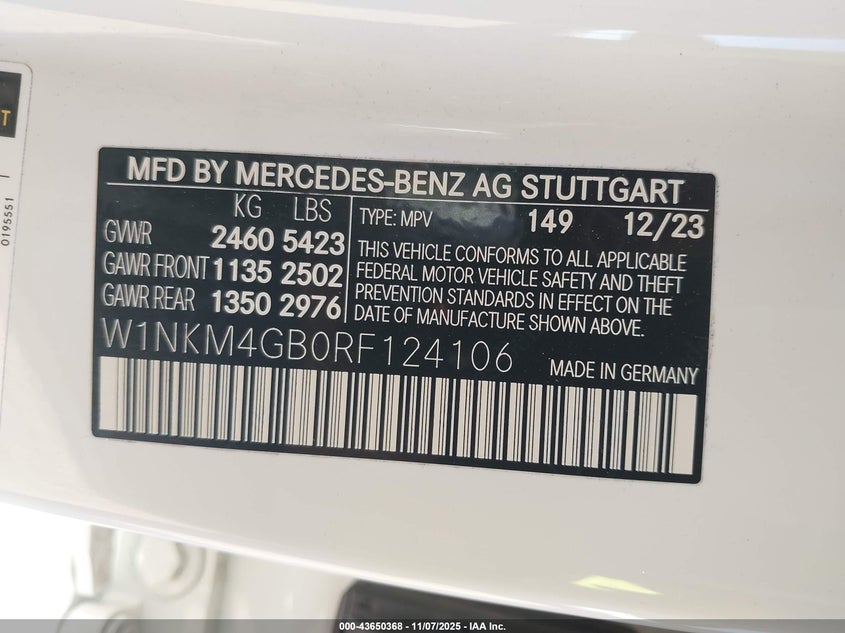 T
0195551
MFD BY MERCEDES-BENZ AG STUTTGART
KG LBS
GVWR 2460 5423
GAWR FRONT 1135 2502
GAWR REAR 1350 2976
TYPE: MPV 149 12/23
THIS VEHICLE CONFORMS TO ALL APPLICABLE
FEDERAL MOTOR VEHICLE SAFETY AND THEFT
PREVENTION STANDARDS IN EFFECT ON THE
DATE OF MANUFACTURE SHOWN ABOVE.
W1NKM4GB0RF124106
MADE IN GERMANY
000-43650368 - 11/07/2025 - IAA Inc.